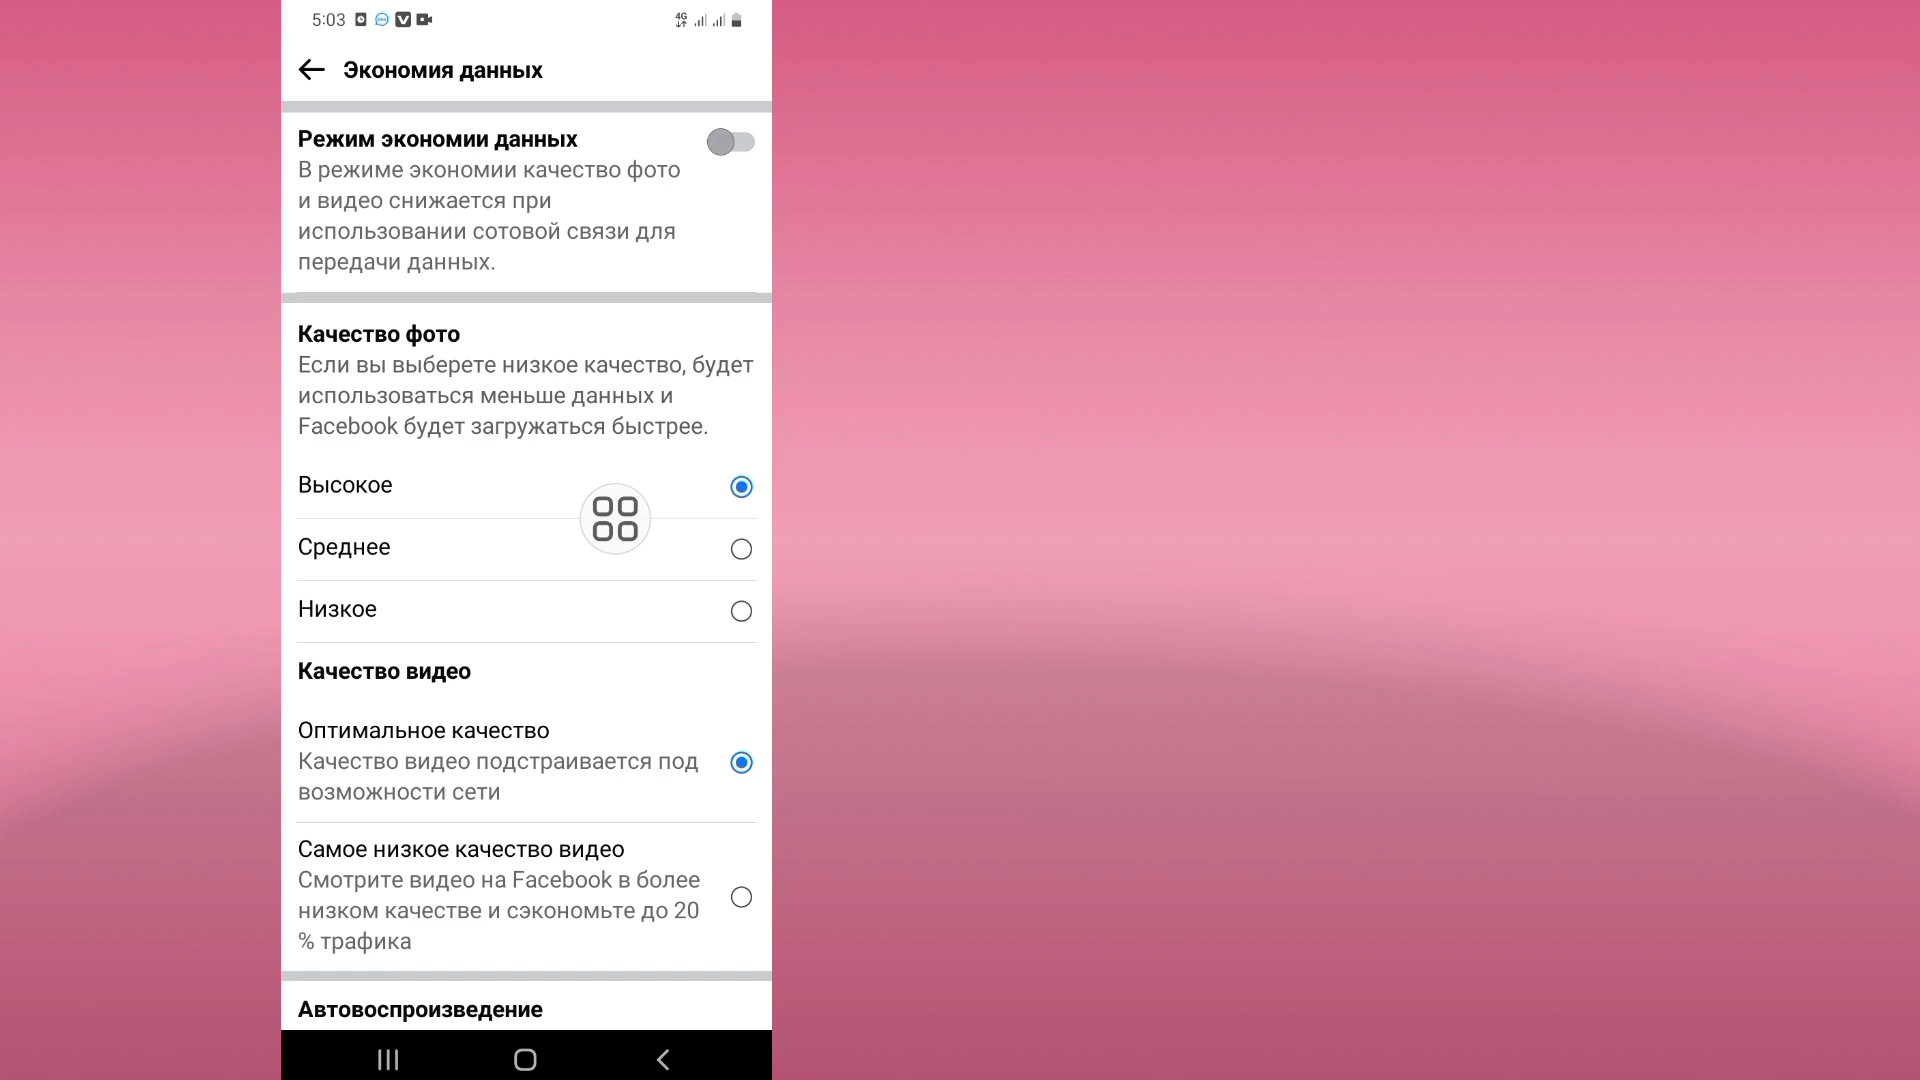 5:03
4G
Экономия данных
Режим экономии данных
В режиме экономии качество фото
и видео снижается при
использовании сотовой связи для
передачи данных.
Качество фото
Если вы выберете низкое качество, будет
использоваться меньше данных и
Facebook будет загружаться быстрее.
Высокое
Среднее
Низкое
Качество видео
Оптимальное качество
Качество видео подстраивается под
возможности сети
Самое низкое качество видео
Смотрите видео на Facebook в более
низком качестве и сэкономьте до 20
% трафика
Автовоспроизведение